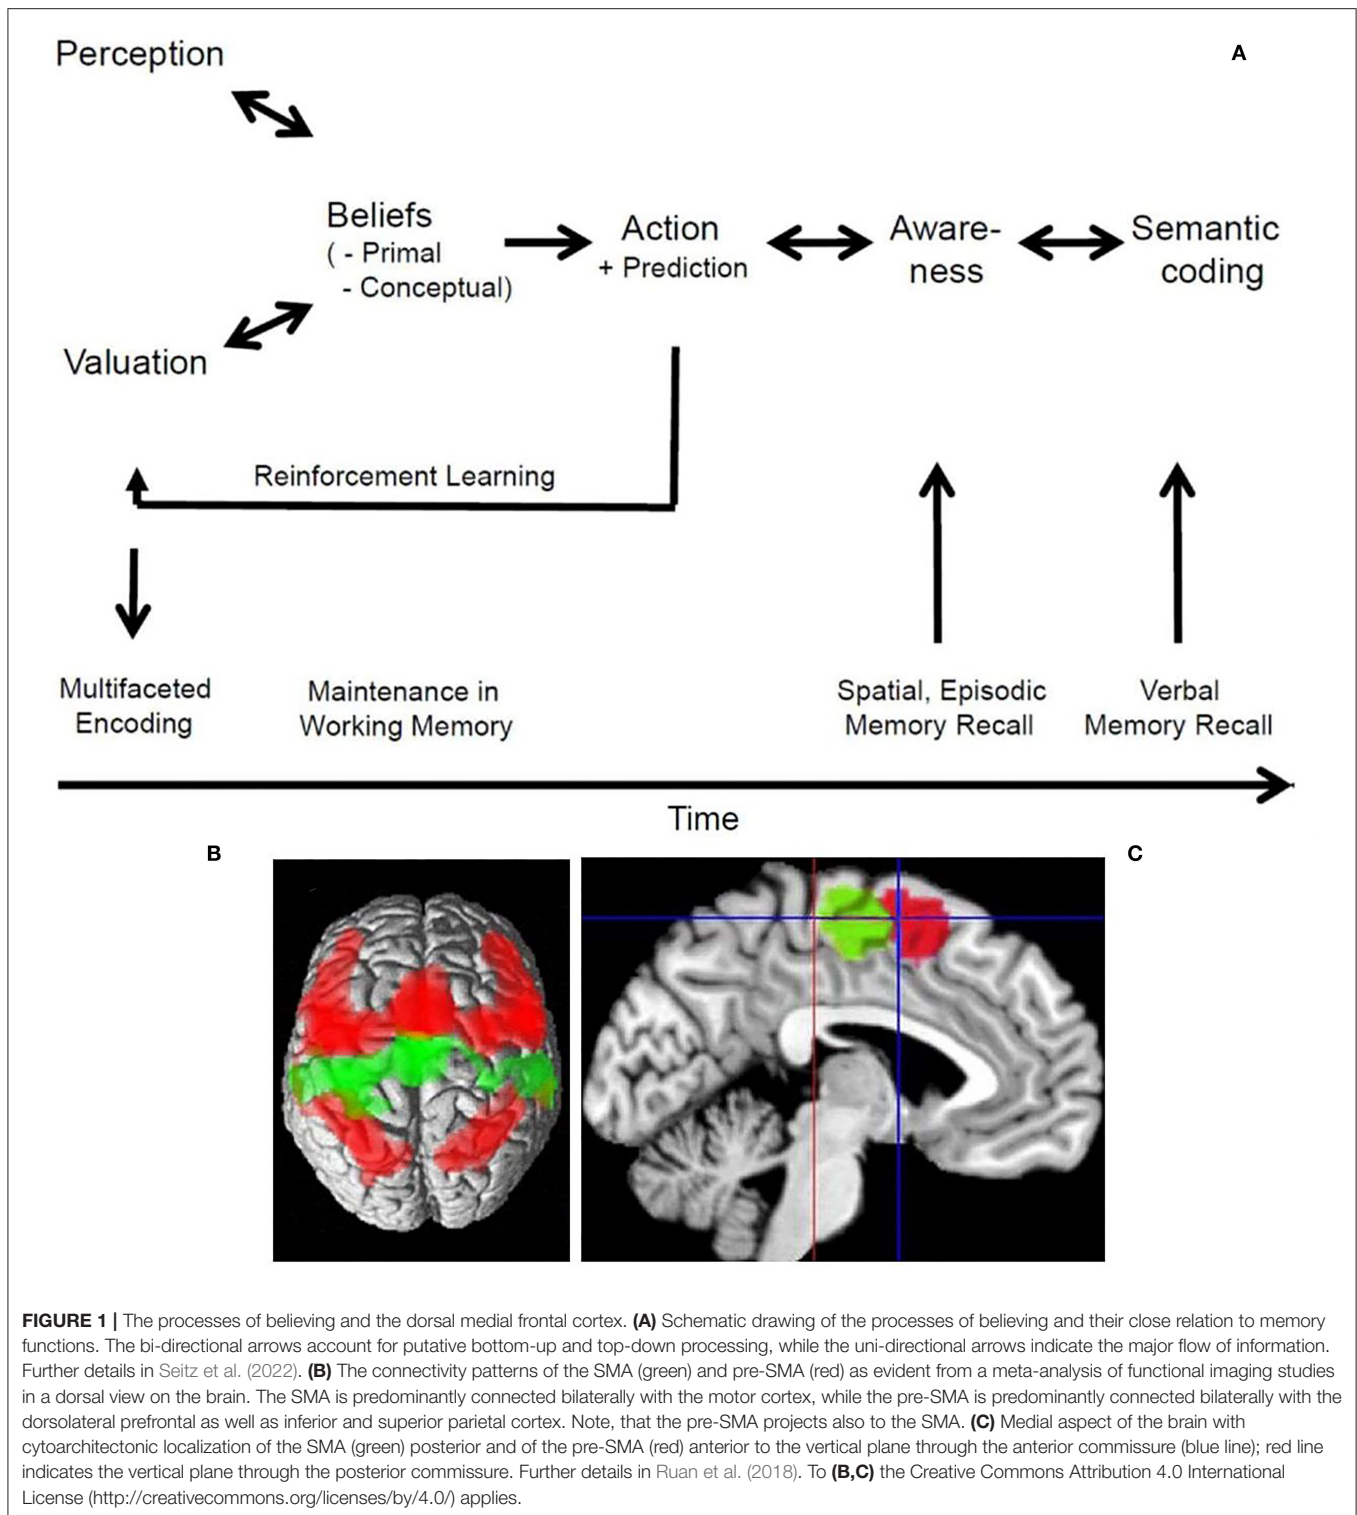 Perception
A
Beliefs
( - Primal
- Conceptual)
Action
+ Prediction
Aware-
ness
Semantic
coding
Valuation
Reinforcement Learning
Multifaceted
Encoding
Maintenance in
Working Memory
Spatial, Episodic
Memory Recall
Verbal
Memory Recall
Time
B
C
FIGURE 1 | The processes of believing and the dorsal medial frontal cortex. (A) Schematic drawing of the processes of believing and their close relation to memory
functions. The bi-directional arrows account for putative bottom-up and top-down processing, while the uni-directional arrows indicate the major flow of information.
Further details in Seitz et al. (2022). (B) The connectivity patterns of the SMA (green) and pre-SMA (red) as evident from a meta-analysis of functional imaging studies
in a dorsal view on the brain. The SMA is predominantly connected bilaterally with the motor cortex, while the pre-SMA is predominantly connected bilaterally with the
dorsolateral prefrontal as well as inferior and superior parietal cortex. Note, that the pre-SMA projects also to the SMA. (C) Medial aspect of the brain with
cytoarchitectonic localization of the SMA (green) posterior and of the pre-SMA (red) anterior to the vertical plane through the anterior commissure (blue line); red line
indicates the vertical plane through the posterior commissure. Further details in Ruan et al. (2018). To (B,C) the Creative Commons Attribution 4.0 International
License (http://creativecommons.org/licenses/by/4.0/) applies.